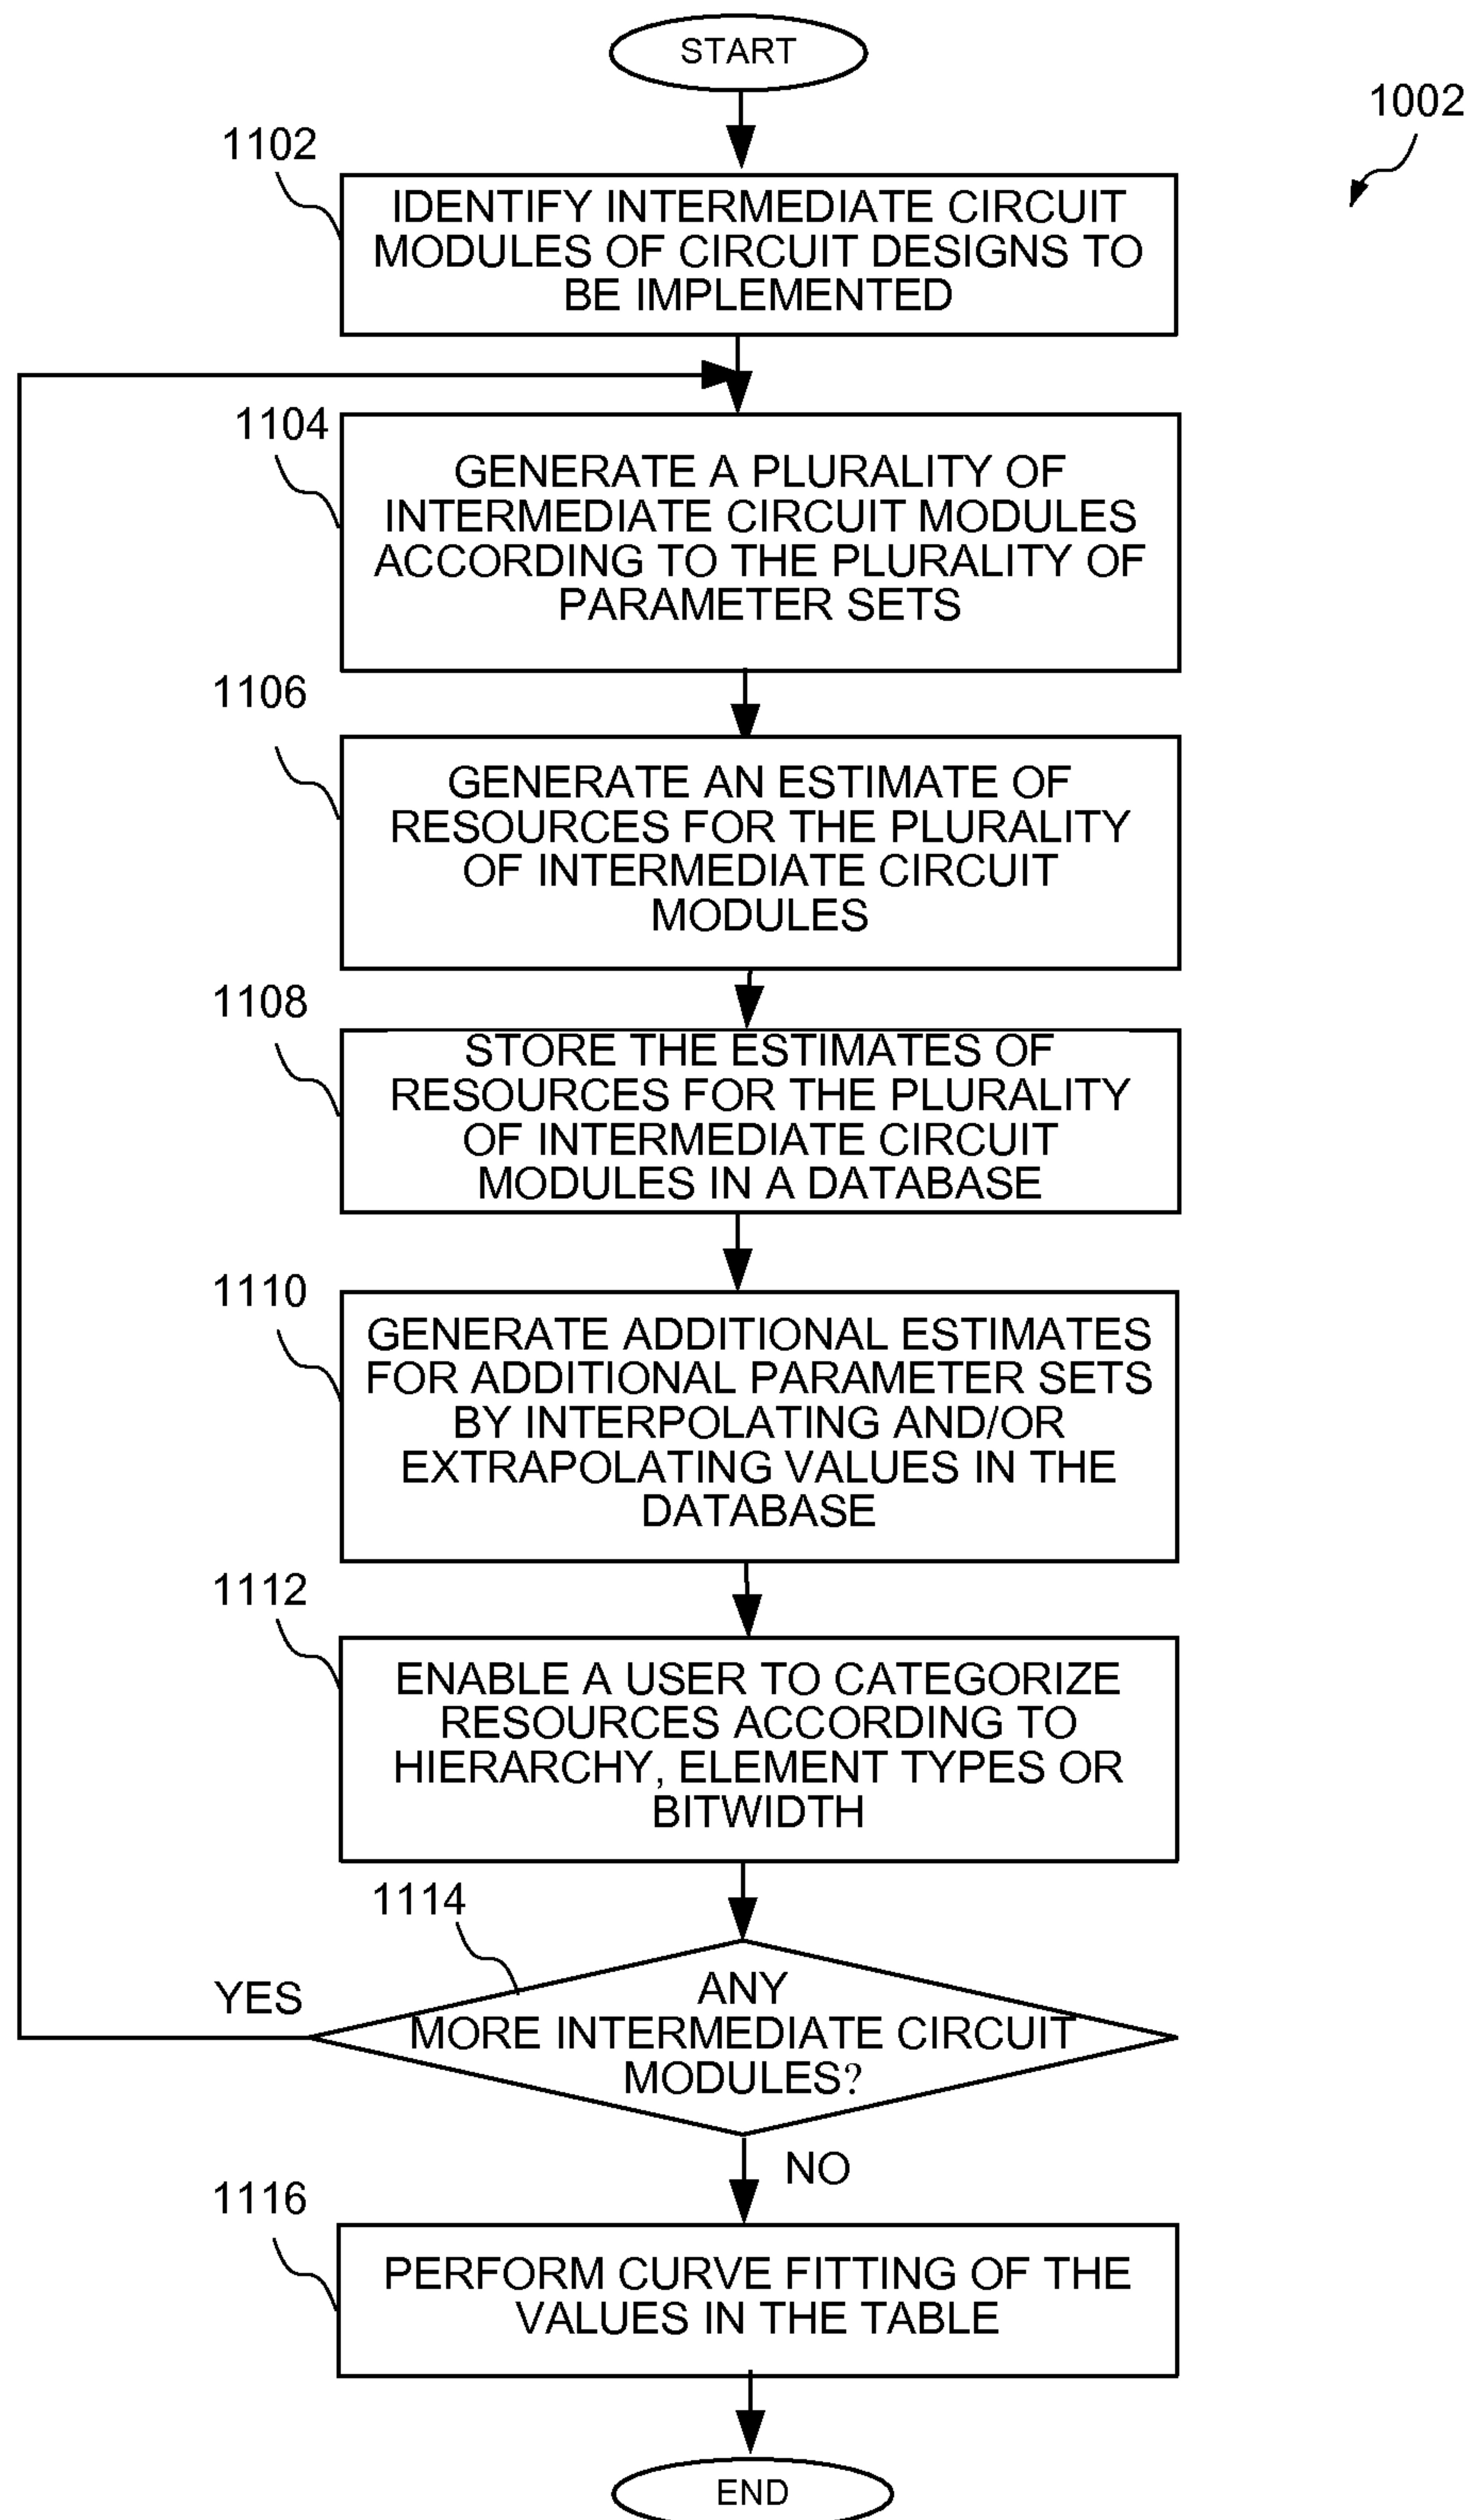 START
1002
1102
IDENTIFY INTERMEDIATE CIRCUIT
MODULES OF CIRCUIT DESIGNS TO
BE IMPLEMENTED
1104
GENERATE A PLURALITY OF
INTERMEDIATE CIRCUIT MODULES
ACCORDING TO THE PLURALITY OF
PARAMETER SETS
1106
GENERATE AN ESTIMATE OF
RESOURCES FOR THE PLURALITY
OF INTERMEDIATE CIRCUIT
MODULES
1108
STORE THE ESTIMATES OF
RESOURCES FOR THE PLURALITY
OF INTERMEDIATE CIRCUIT
MODULES IN A DATABASE
1110
GENERATE ADDITIONAL ESTIMATES
FOR ADDITIONAL PARAMETER SETS
BY INTERPOLATING AND/OR
EXTRAPOLATING VALUES IN THE
DATABASE
1112
ENABLE A USER TO CATEGORIZE
RESOURCES ACCORDING TO
HIERARCHY, ELEMENT TYPES OR
BITWIDTH
1114
YES
ANY
MORE INTERMEDIATE CIRCUIT
MODULES?
NO
1116
PERFORM CURVE FITTING OF THE
VALUES IN THE TABLE
END